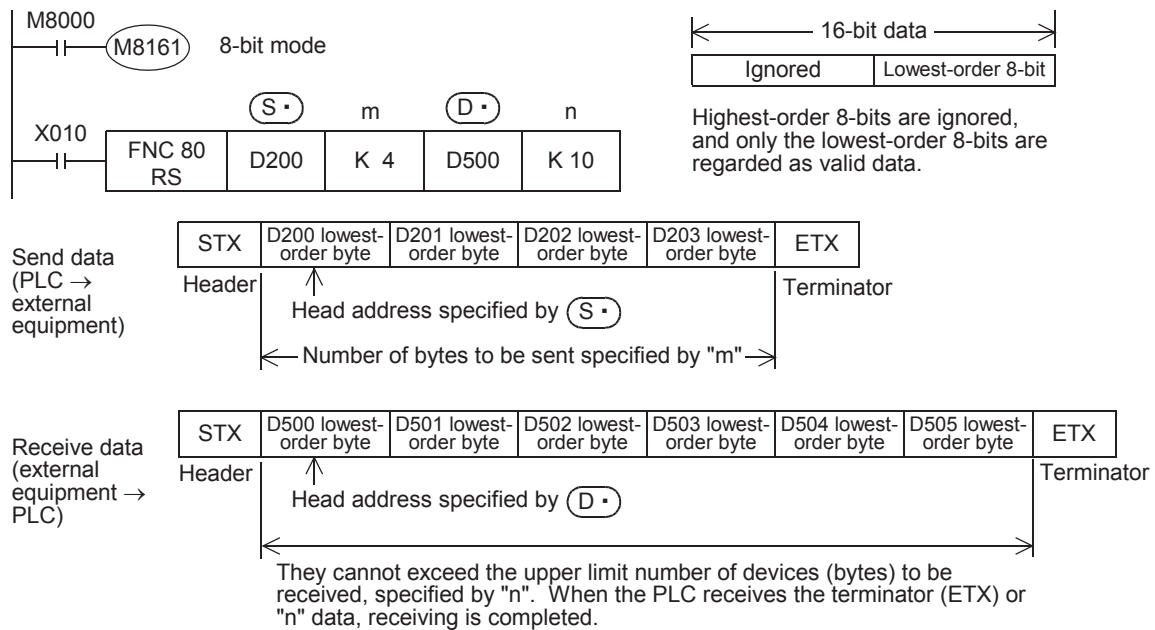 M8000
M8161
8-bit mode
16-bit data
Ignored
Lowest-order 8-bit
Highest-order 8-bits are ignored,
and only the lowest-order 8-bits are
regarded as valid data.
S・ m D・ n
X010
FNC 80
RS
D200
K 4
D500
K 10
Send data
(PLC →
external
equipment)
STX
D200 lowest-
order byte
D201 lowest-
order byte
D202 lowest-
order byte
D203 lowest-
order byte
ETX
Header
Terminator
Head address specified by S・
Number of bytes to be sent specified by "m"
Receive data
(external
equipment →
PLC)
STX
D500 lowest-
order byte
D501 lowest-
order byte
D502 lowest-
order byte
D503 lowest-
order byte
D504 lowest-
order byte
D505 lowest-
order byte
ETX
Header
Terminator
Head address specified by D・
They cannot exceed the upper limit number of devices (bytes) to be
received, specified by "n". When the PLC receives the terminator (ETX) or
"n" data, receiving is completed.